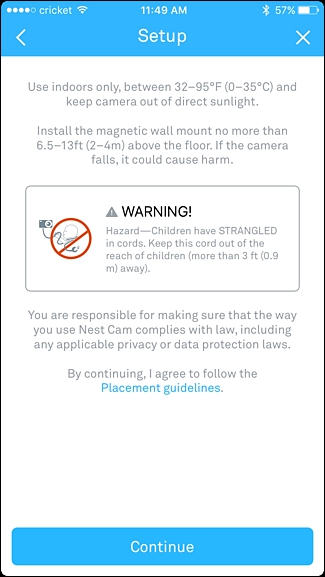 cricket 11:49 AM 57%
Setup
Use indoors only, between 32–95°F (0–35°C) and
keep camera out of direct sunlight.
Install the magnetic wall mount no more than
6.5–13ft (2–4m) above the floor. If the camera
falls, it could cause harm.
WARNING!
Hazard—Children have STRANGLED
in cords. Keep this cord out of the
reach of children (more than 3 ft (0.9
m) away).
You are responsible for making sure that the way
you use Nest Cam complies with law, including
any applicable privacy or data protection laws.
By continuing, I agree to follow the
Placement guidelines.
Continue